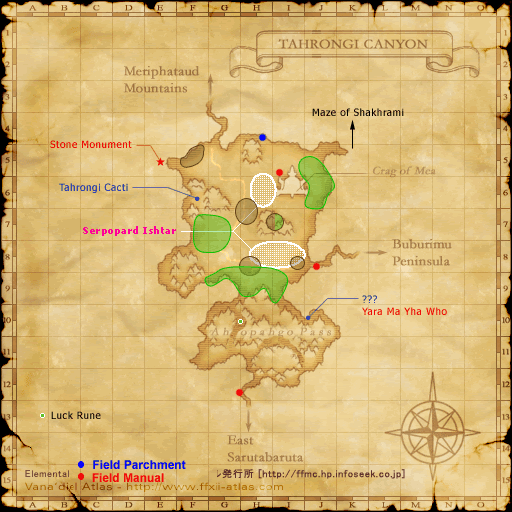 A B C D E F G H I J K L M N O
TAHRONGI CANYON
Meriphataud
Mountains
Maze of Shakhrami
Stone Monument
Crag of Mea
Tahrongi Cacti
Serpopard Ishtar
Buburimu
Peninsula
???
Yara Ma Yha Who
Ahropahgo Pass
Luck Rune
East
Sarutabaruta
Field Parchment
Field Manual
Elemental
発行所 [http://ffmc.hp.infoseek.co.jp]
Vana'diel Atlas - http://www.ffxii-atlas.com
A B C D E F G H I J K L M N O
1
2
3
4
5
6
7
8
9
10
11
12
13
14
15